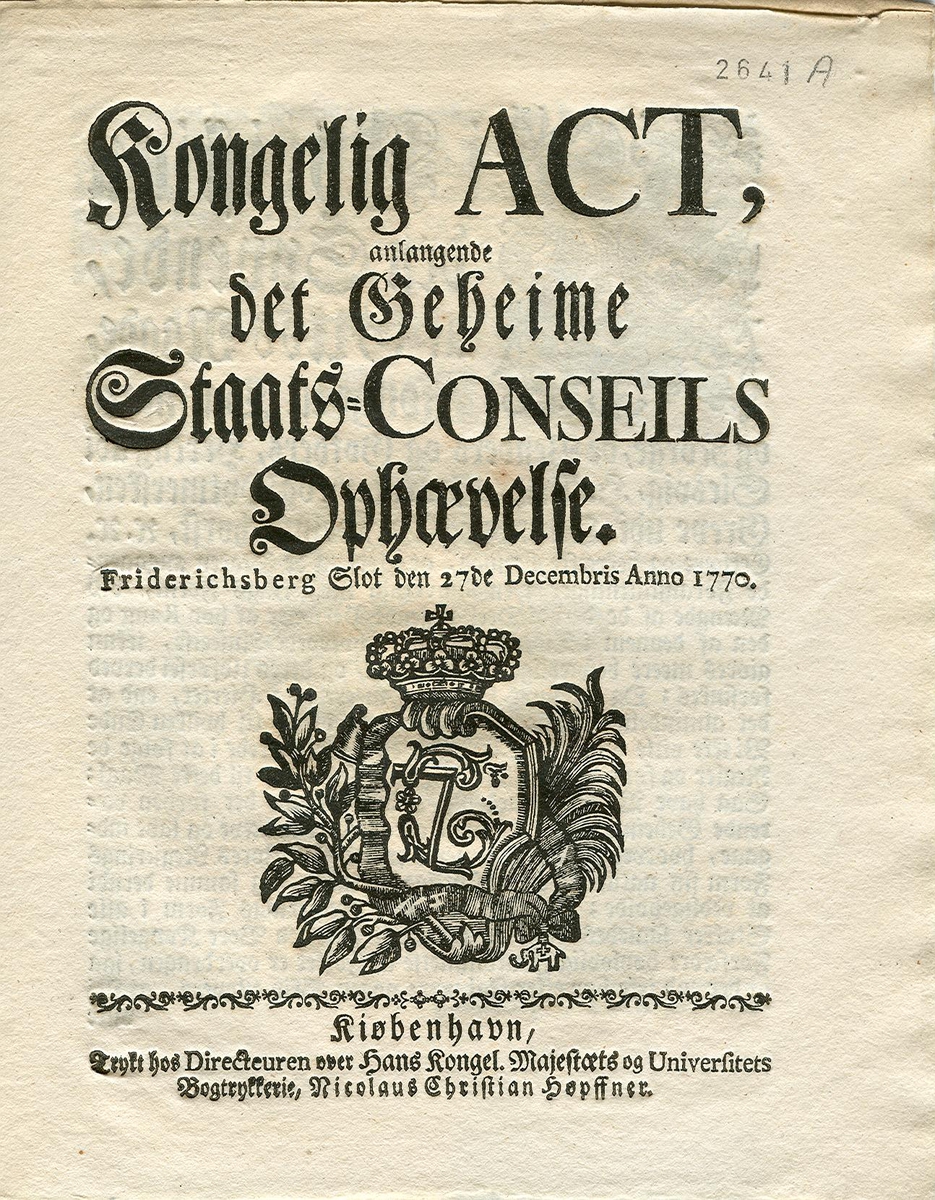 2641 A
Kongelig ACT,
anlangende
det Geheime
Staats-CONSEILS
Ophævelse.
Friderichsberg Slot den 27de Decembris Anno 1770.
Kiøbenhavn,
Trykt hos Directeuren over Hans Kongel. Majestæts og Universitets
Bogtrykkerie, Nicolaus Christian Høpffner.